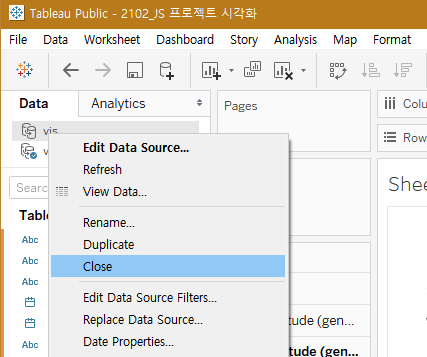 Tableau Public - 2102_JS 프로젝트 시각화
File Data Worksheet Dashboard Story Analysis Map Format
Data Analytics Pages
Colu
Row
vis
v
Edit Data Source...
Refresh
View Data...
Rename...
Duplicate
Close
Edit Data Source Filters...
Replace Data Source...
Date Properties...
Search
Table
Abc
Abc
Abc
Abc
Shee
tude (gen...
tude (gen...